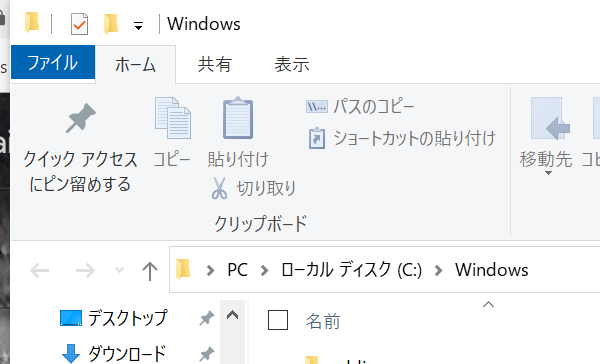 Windows
ファイル ホーム 共有 表示
クイック アクセス
にピン留めする
コピー
貼り付け
パスのコピー
ショートカットの貼り付け
切り取り
クリップボード
移動先
PC ローカル ディスク (C:) Windows
デスクトップ
名前
ダウンロード